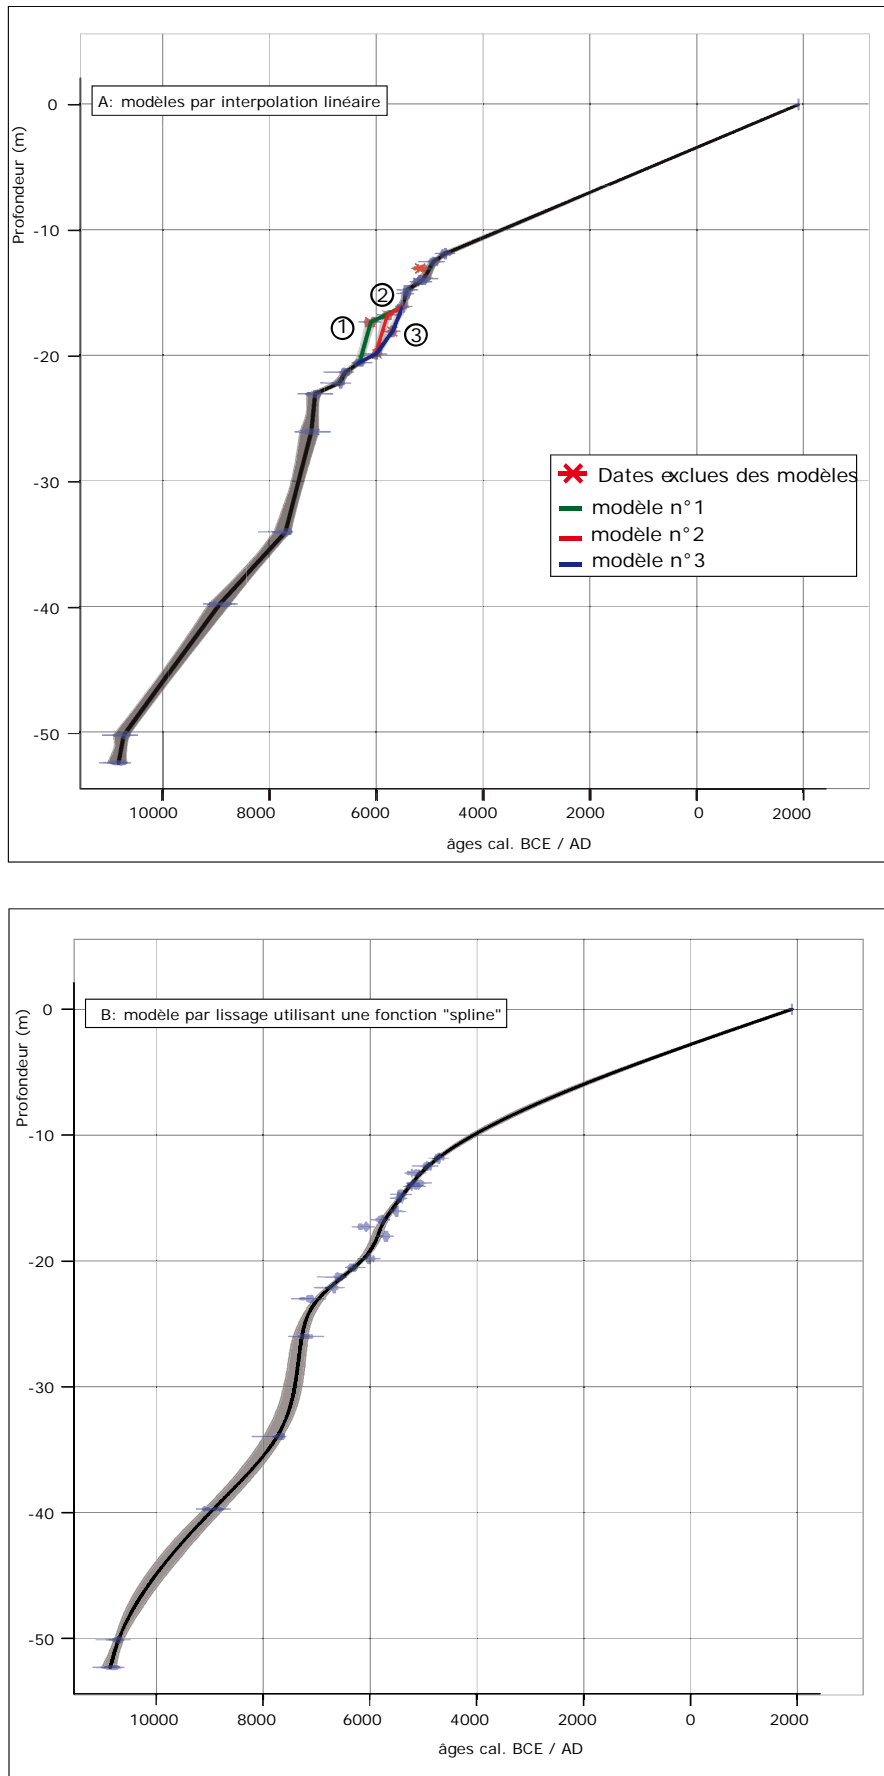 A: modèles par interpolation linéaire
Profondeur (m)
0
-10
-20
-30
-40
-50
1
2
3
Dates exclues des modèles
modèle n°1
modèle n°2
modèle n°3
10000 8000 6000 4000 2000 0 2000
âges cal. BCE / AD
B: modèle par lissage utilisant une fonction "spline"
Profondeur (m)
0
-10
-20
-30
-40
-50
10000 8000 6000 4000 2000 0 2000
âges cal. BCE / AD